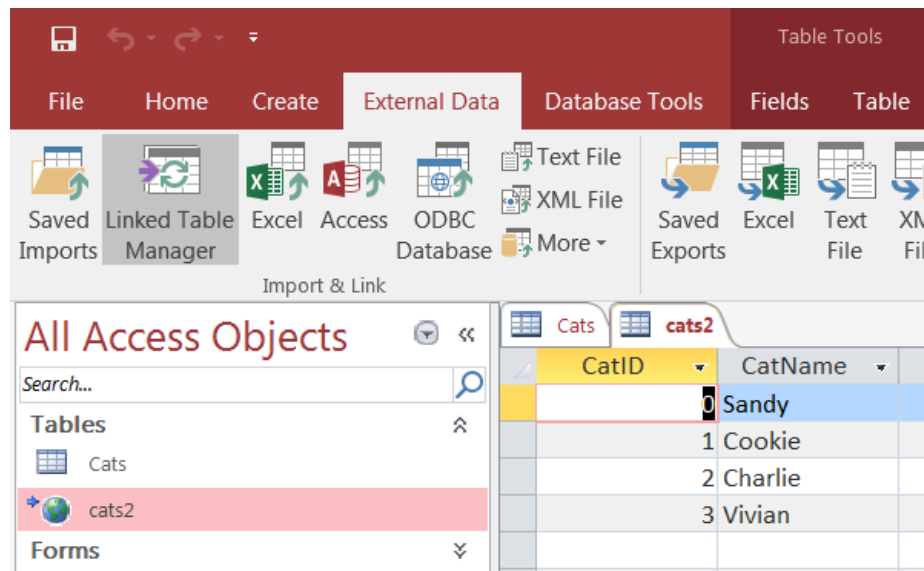 Table Tools
File Home Create External Data Database Tools Fields Table
Saved Imports
Linked Table Manager
Excel
Access
ODBC Database
Text File
XML File
More
Saved Exports
Excel
Text File
Import & Link
All Access Objects
Search...
Tables
Cats
cats2
Forms
Cats cats2
CatID CatName
0 Sandy
1 Cookie
2 Charlie
3 Vivian